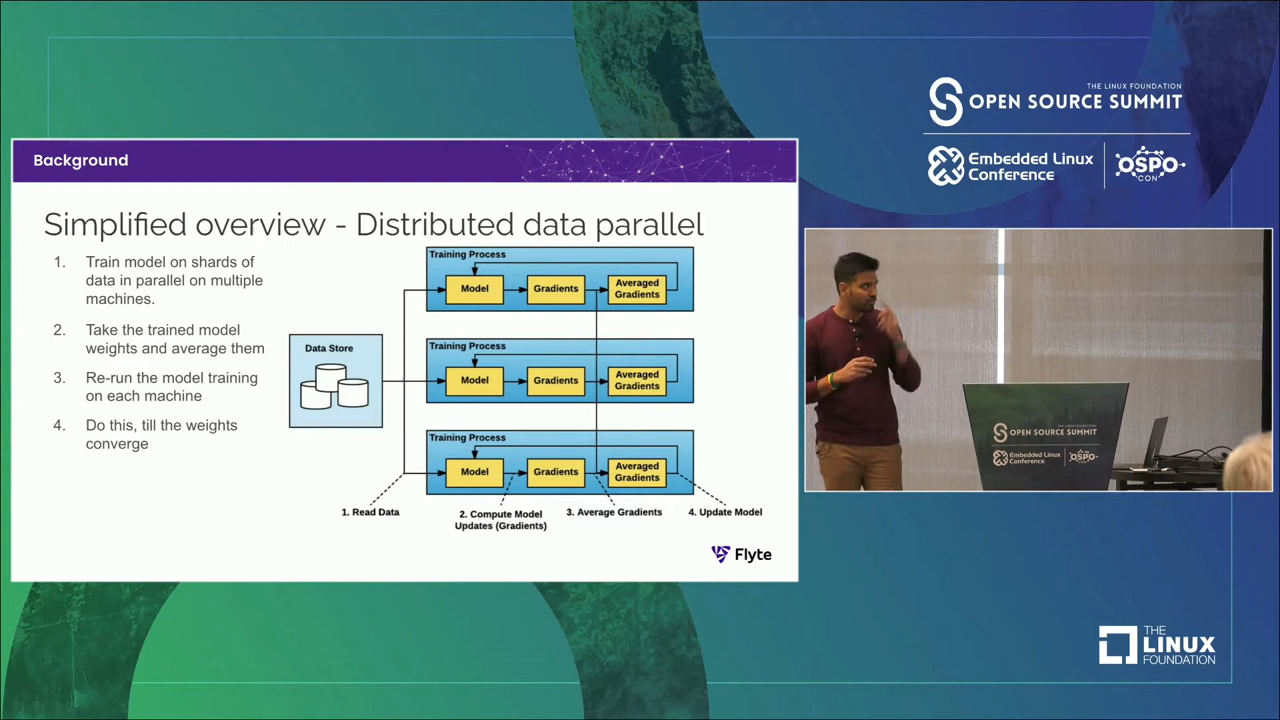 THE LINUX FOUNDATION
OPEN SOURCE SUMMIT
Embedded Linux
Conference
OSPO
CON
Background
Simplified overview - Distributed data parallel
1. Train model on shards of
data in parallel on multiple
machines.
2. Take the trained model
weights and average them
3. Re-run the model training
on each machine
4. Do this, till the weights
converge
Data Store
Training Process
Model
Gradients
Averaged
Gradients
Training Process
Model
Gradients
Averaged
Gradients
Training Process
Model
Gradients
Averaged
Gradients
1. Read Data
2. Compute Model
Updates (Gradients)
3. Average Gradients
4. Update Model
Flyte
OPEN SOURCE SUMMIT
Embedded Linux
Conference
OSPO
CON
THE
LINUX
FOUNDATION